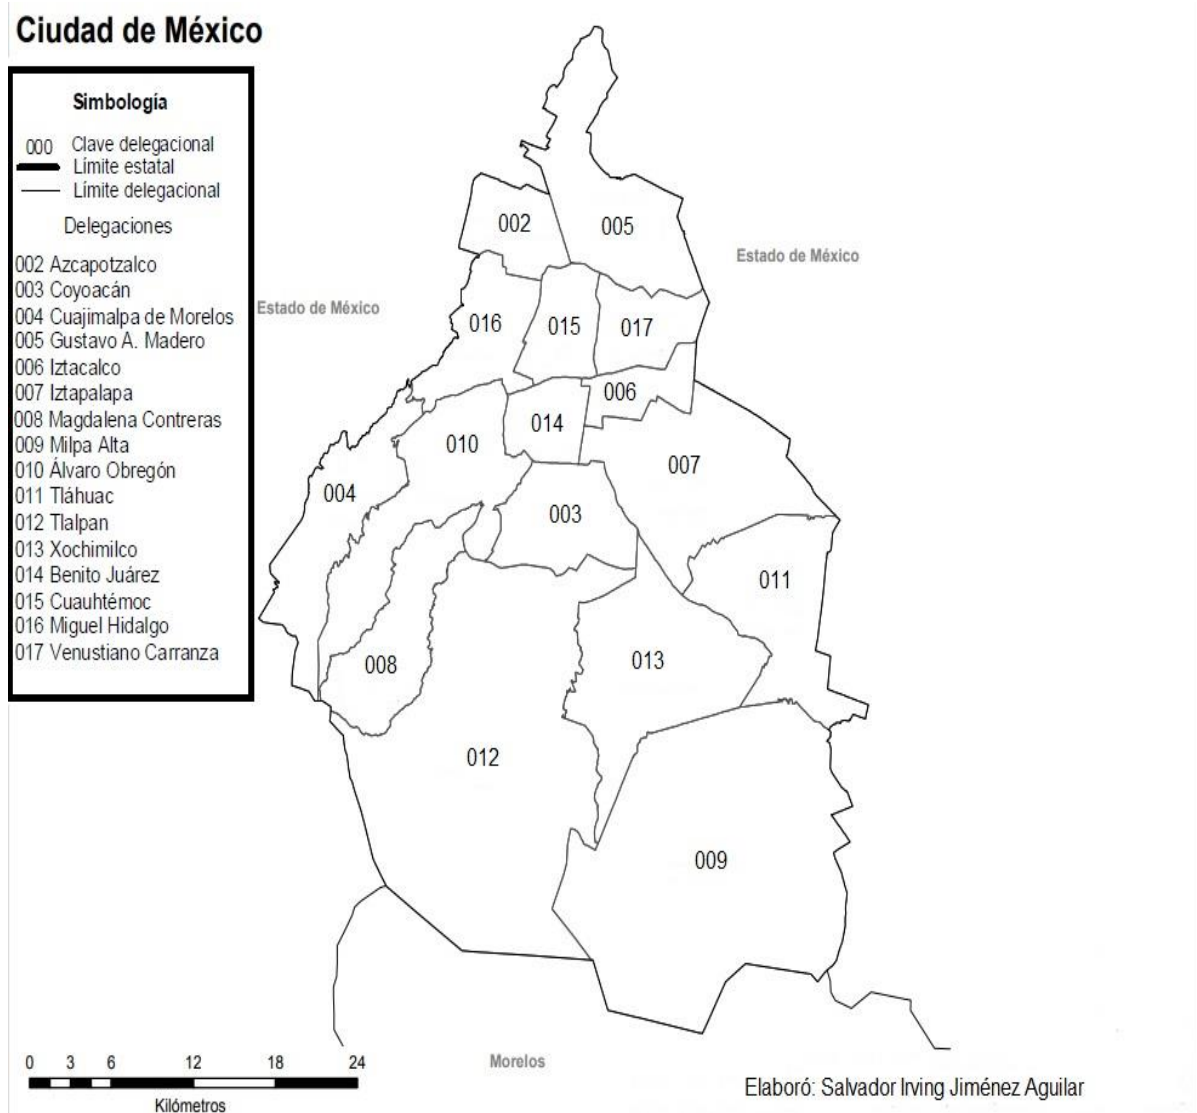 Ciudad de México
Simbología
000 Clave delegacional
Límite estatal
Límite delegacional
Delegaciones
002 Azcapotzalco
003 Coyoacán
004 Cuajimalpa de Morelos
005 Gustavo A. Madero
006 Iztacalco
007 Iztapalapa
008 Magdalena Contreras
009 Milpa Alta
010 Álvaro Obregón
011 Tláhuac
012 Tlalpan
013 Xochimilco
014 Benito Juárez
015 Cuauhtémoc
016 Miguel Hidalgo
017 Venustiano Carranza
002
005
Estado de México
Estado de México
016
015
017
006
014
010
007
004
003
011
008
013
012
009
0 3 6 12 18 24
Kilómetros
Morelos
Elaboró: Salvador Irving Jiménez Aguilar